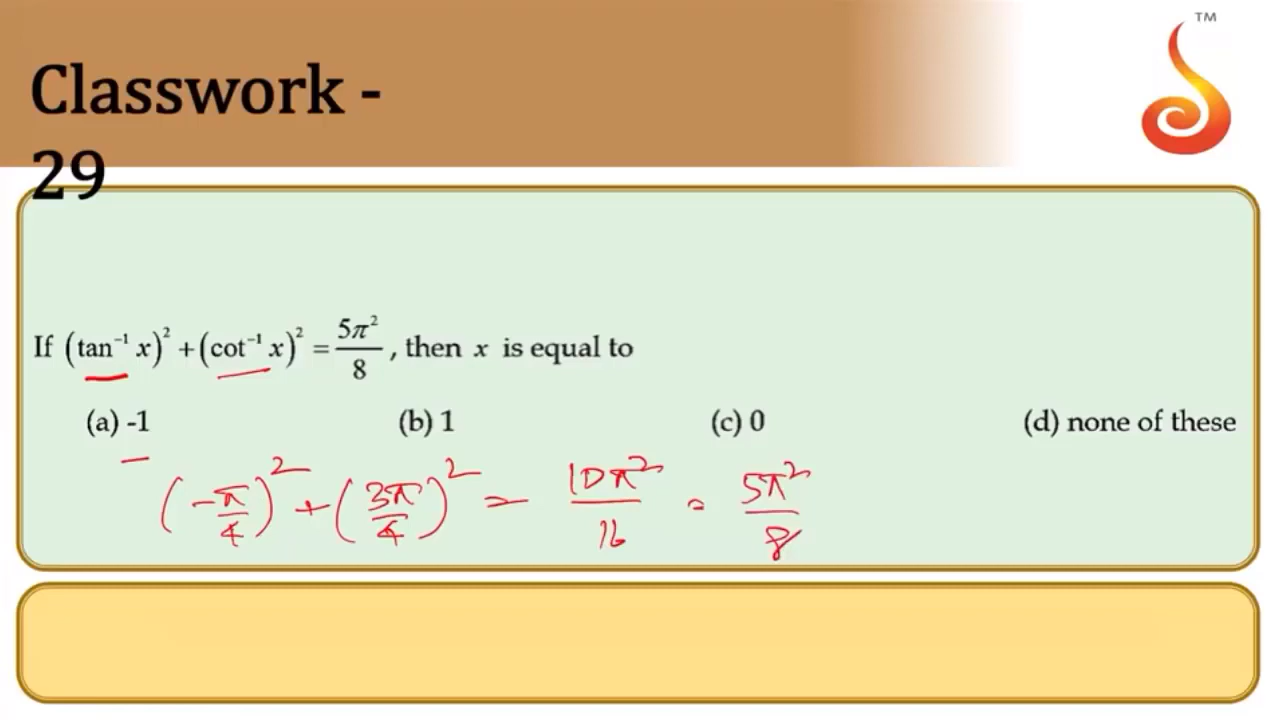 TM
Classwork -
29
If (tan⁻¹ x)² + (cot⁻¹ x)² = 5π²/8, then x is equal to
(a) -1 (b) 1 (c) 0 (d) none of these
(-π/4)² + (3π/4)² = 10π²/16 = 5π²/8